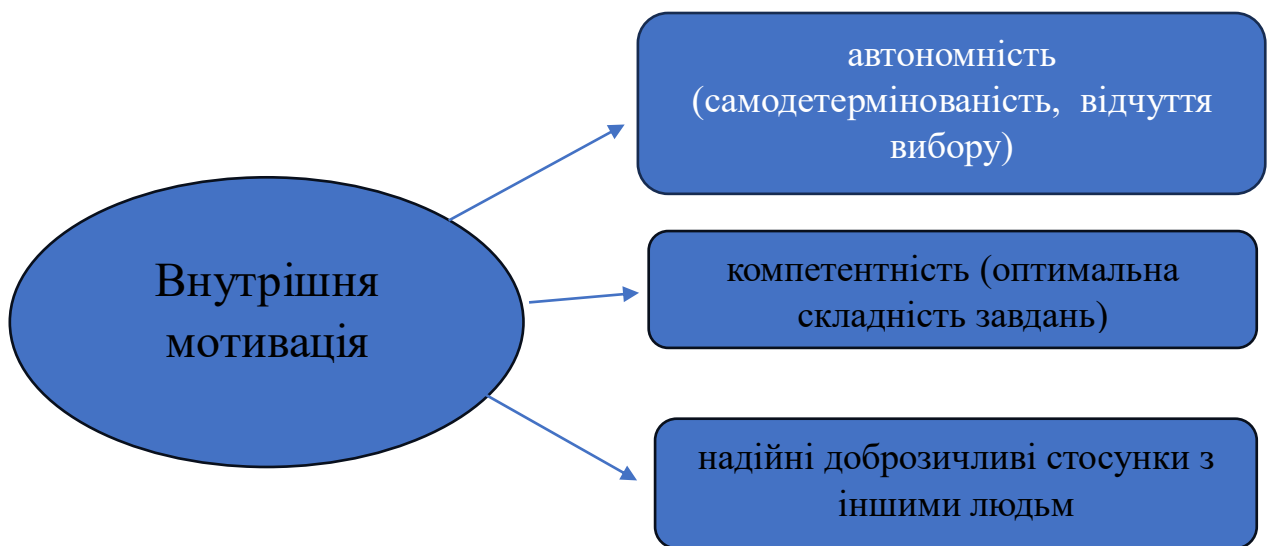 автономність
(самодетермінованість, відчуття
вибору)
Внутрішня
мотивація
компетентність (оптимальна
складність завдань)
надійні доброзичливі стосунки з
іншими людьм